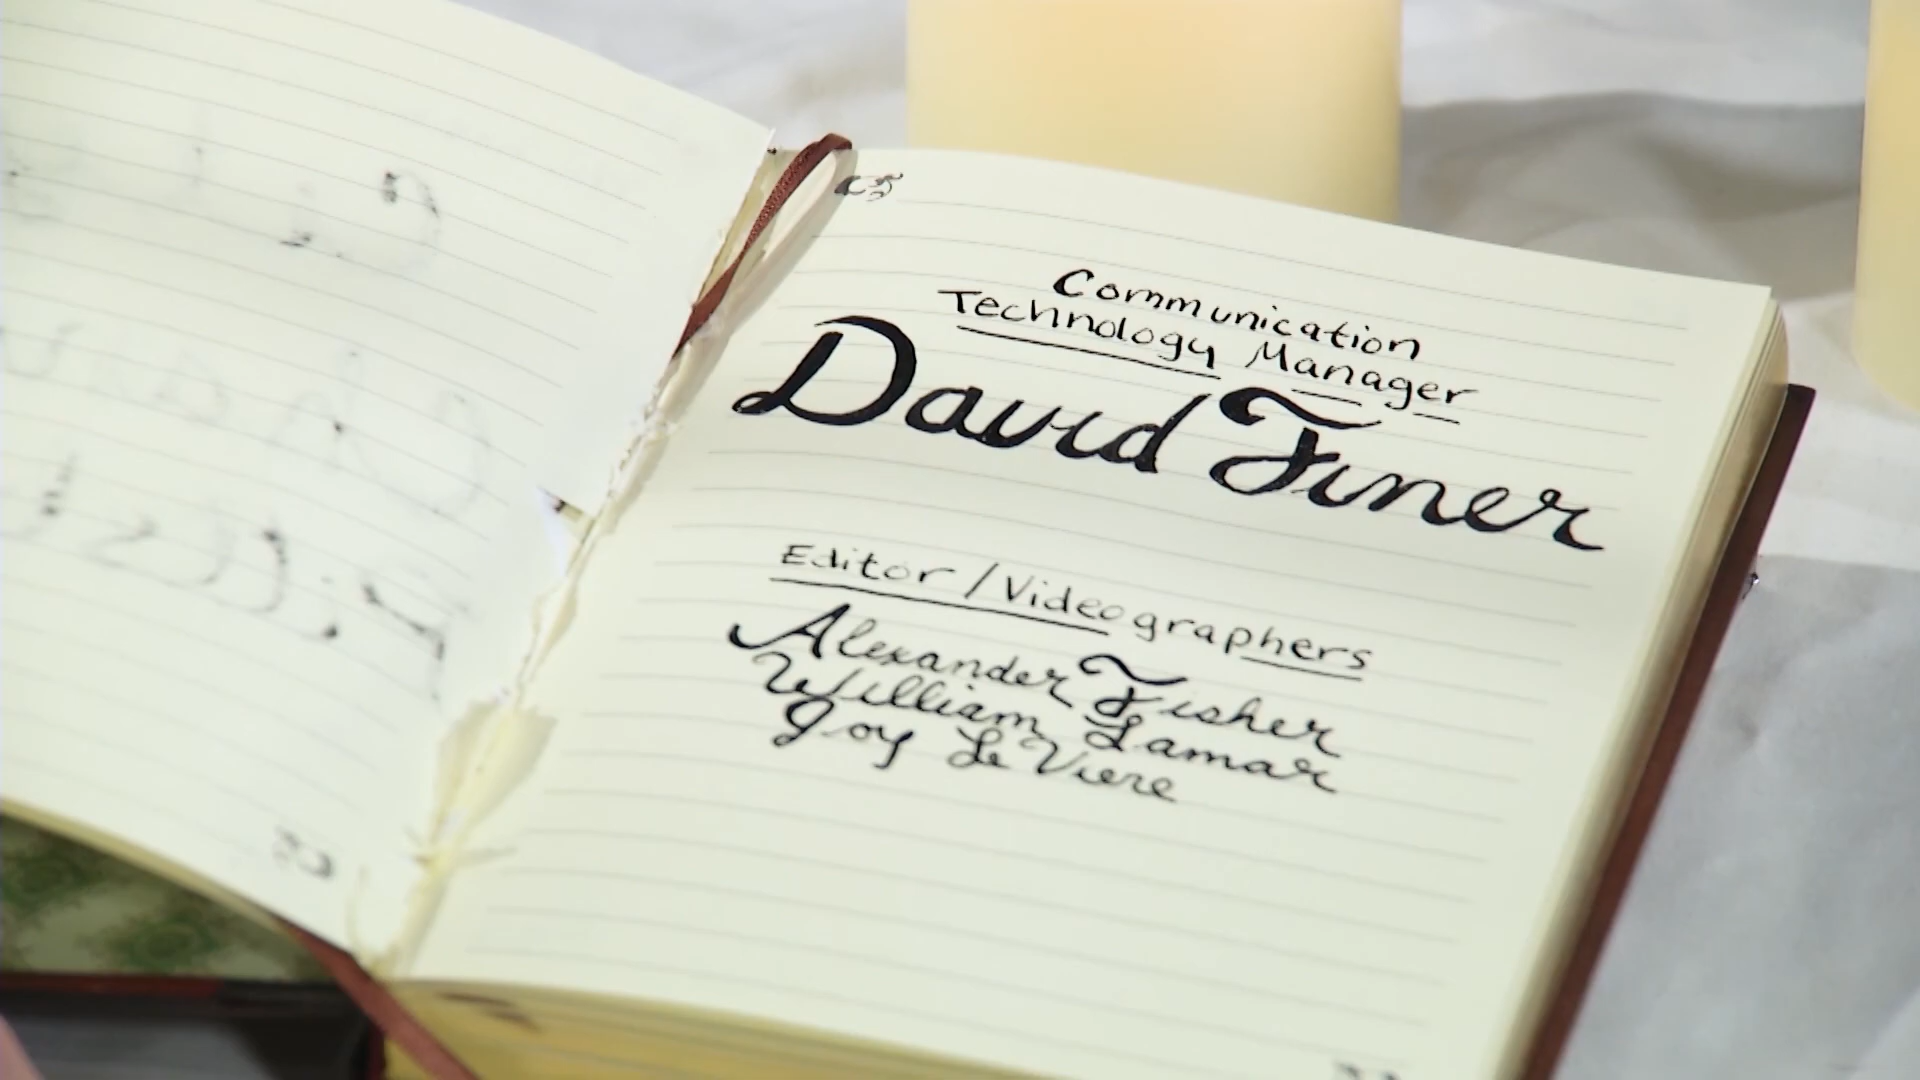 Communication
Technology Manager
David Finer
Editor/Videographers
Alexander Fisher
William Lamar
Joy Le Viere